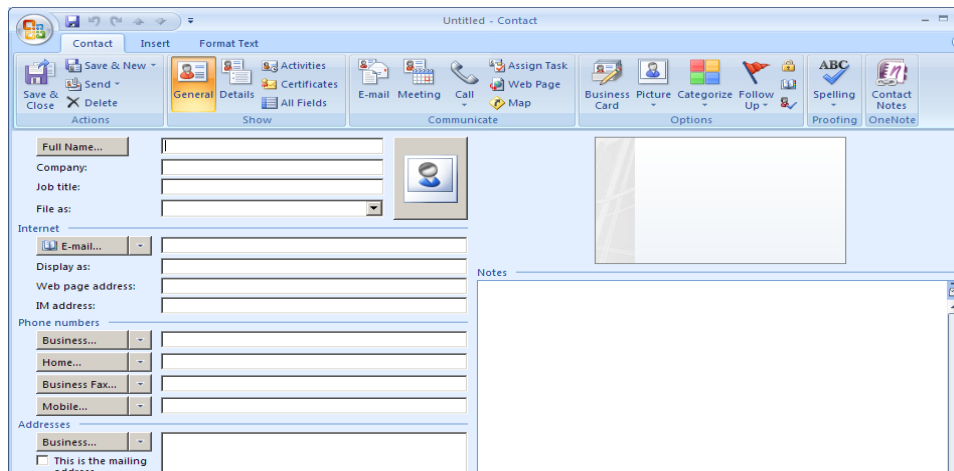 Untitled - Contact
Contact Insert Format Text
Save & Close
Save & New
Send
Delete
Actions
General
Details
Activities
Certificates
All Fields
Show
E-mail
Meeting
Call
Assign Task
Web Page
Map
Communicate
Business Card
Picture
Categorize
Follow Up
Options
ABC
Spelling
Proofing
Contact Notes
OneNote
Full Name...
Company:
Job title:
File as:
Internet
E-mail...
Display as:
Web page address:
IM address:
Phone numbers
Business...
Home...
Business Fax...
Mobile...
Addresses
Business...
This is the mailing
address
Notes